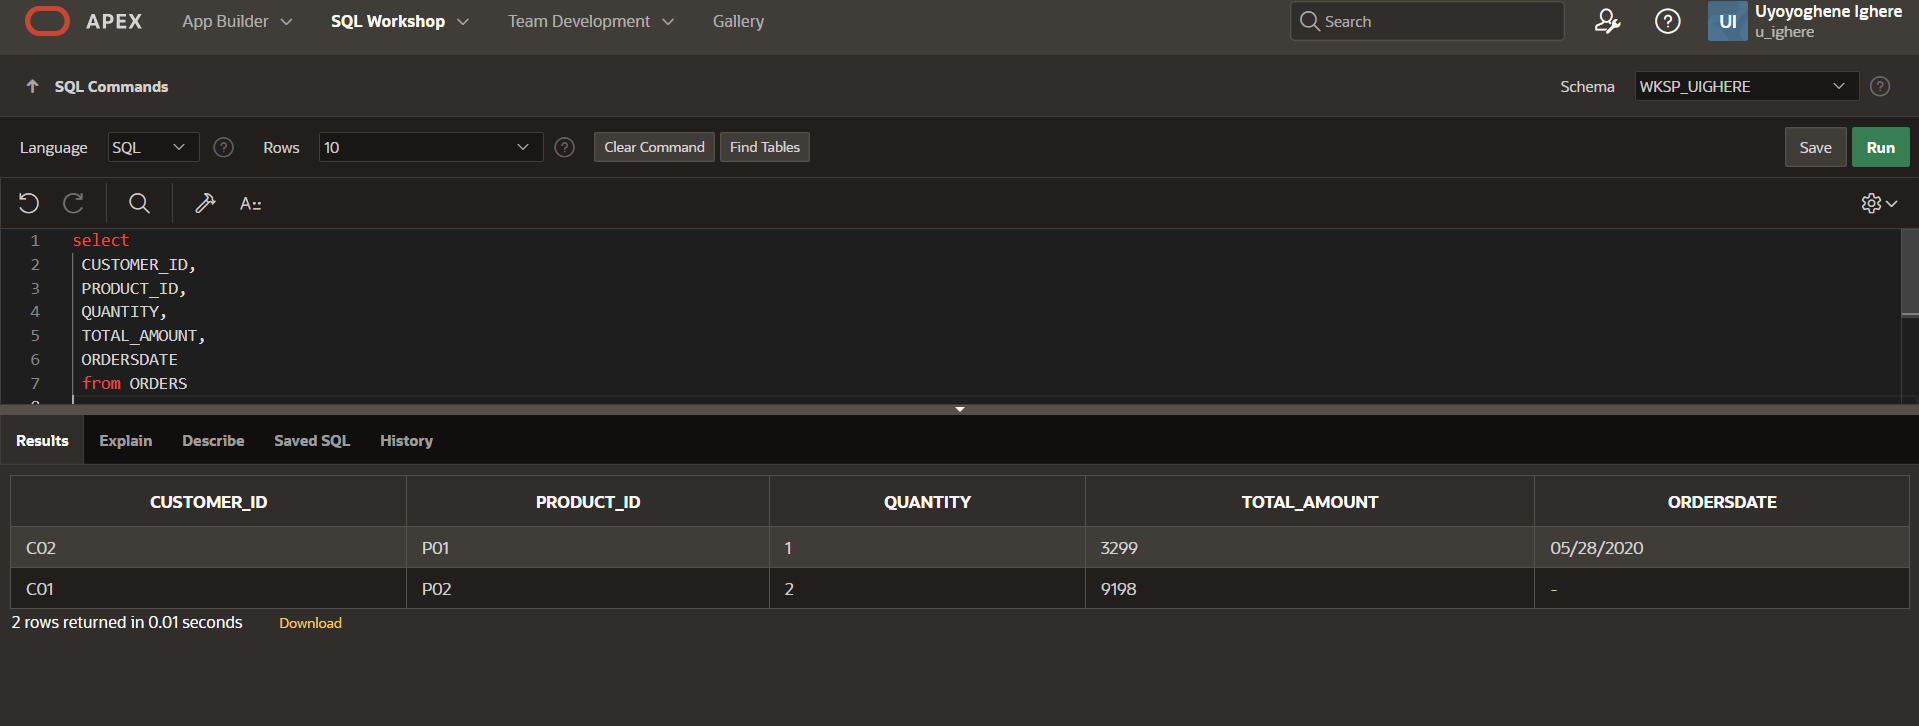 APEX App Builder SQL Workshop Team Development Gallery Search UI Uyoyoghene Ighere
u_ighere
SQL Commands Schema WKSP_UIGHERE
Language SQL Rows 10 Clear Command Find Tables Save Run
1 select
2 CUSTOMER_ID,
3 PRODUCT_ID,
4 QUANTITY,
5 TOTAL_AMOUNT,
6 ORDERSDATE
7 from ORDERS
Results Explain Describe Saved SQL History
CUSTOMER_ID PRODUCT_ID QUANTITY TOTAL_AMOUNT ORDERSDATE
C02 P01 1 3299 05/28/2020
C01 P02 2 9198 -
2 rows returned in 0.01 seconds Download